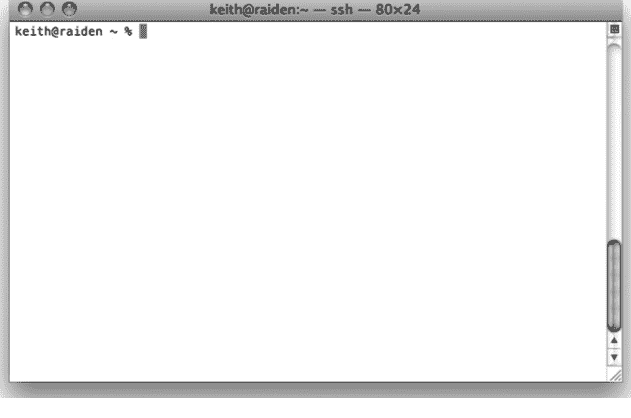 keith@raiden:~ — ssh — 80×24
keith@raiden ~ %